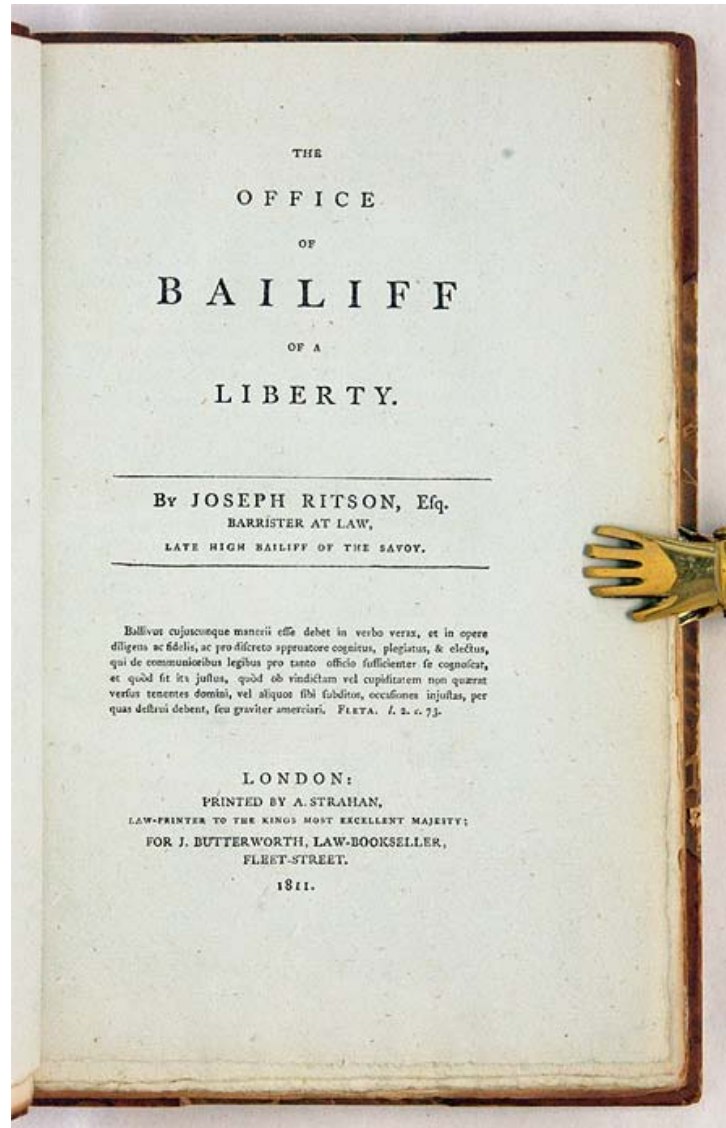 THE
OFFICE
OF
BAILIFF
OF A
LIBERTY.
By JOSEPH RITSON, Eſq.
BARRISTER AT LAW,
LATE HIGH BAILIFF OF THE SAVOY.
Ballivus cujuscunque manerii eſſe debet in verbo verax, et in opere
diligens ac fidelis, ac pro diſcreto appruatore cognitus, plegiatus, & electus,
qui de communioribus legibus pro tanto officio ſufficienter ſe cognoſcat,
et quòd ſit ita juſtus, quòd ob vindictam vel cupiditatem non quærat
verſus tenentes domini, vel aliquos ſibi ſubditos, occaſiones injuſtas, per
quas deſtrui debent, ſeu graviter amerciari. FLETA. l. 2. c. 73.
LONDON:
PRINTED BY A. STRAHAN,
LAW-PRINTER TO THE KINGS MOST EXCELLENT MAJESTY;
FOR J. BUTTERWORTH, LAW-BOOKSELLER,
FLEET-STREET.
1811.